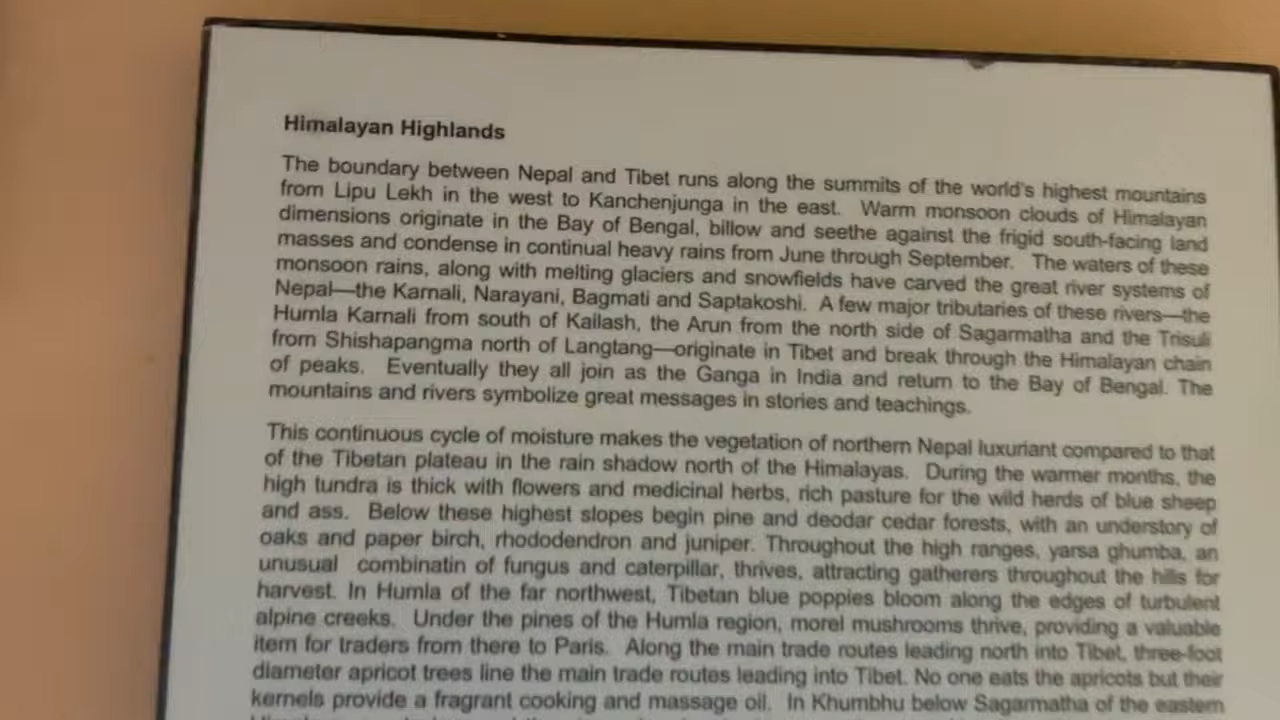 Himalayan Highlands
The boundary between Nepal and Tibet runs along the summits of the world's highest mountains
from Lipu Lekh in the west to Kanchenjunga in the east. Warm monsoon clouds of Himalayan
dimensions originate in the Bay of Bengal, billow and seethe against the frigid south-facing land
masses and condense in continual heavy rains from June through September. The waters of these
monsoon rains, along with melting glaciers and snowfields have carved the great river systems of
Nepal—the Karnali, Narayani, Bagmati and Saptakoshi. A few major tributaries of these rivers—the
Humla Karnali from south of Kailash, the Arun from the north side of Sagarmatha and the Trisuli
from Shishapangma north of Langtang—originate in Tibet and break through the Himalayan chain
of peaks. Eventually they all join as the Ganga in India and return to the Bay of Bengal. The
mountains and rivers symbolize great messages in stories and teachings.
This continuous cycle of moisture makes the vegetation of northern Nepal luxuriant compared to that
of the Tibetan plateau in the rain shadow north of the Himalayas. During the warmer months, the
high tundra is thick with flowers and medicinal herbs, rich pasture for the wild herds of blue sheep
and ass. Below these highest slopes begin pine and deodar cedar forests, with an understory of
oaks and paper birch, rhododendron and juniper. Throughout the high ranges, yarsa ghumba, an
unusual combinatin of fungus and caterpillar, thrives, attracting gatherers throughout the hills for
harvest. In Humla of the far northwest, Tibetan blue poppies bloom along the edges of turbulent
alpine creeks. Under the pines of the Humla region, morel mushrooms thrive, providing a valuable
item for traders from there to Paris. Along the main trade routes leading north into Tibet, three-foot
diameter apricot trees line the main trade routes leading into Tibet. No one eats the apricots but their
kernels provide a fragrant cooking and massage oil. In Khumbhu below Sagarmatha of the eastern